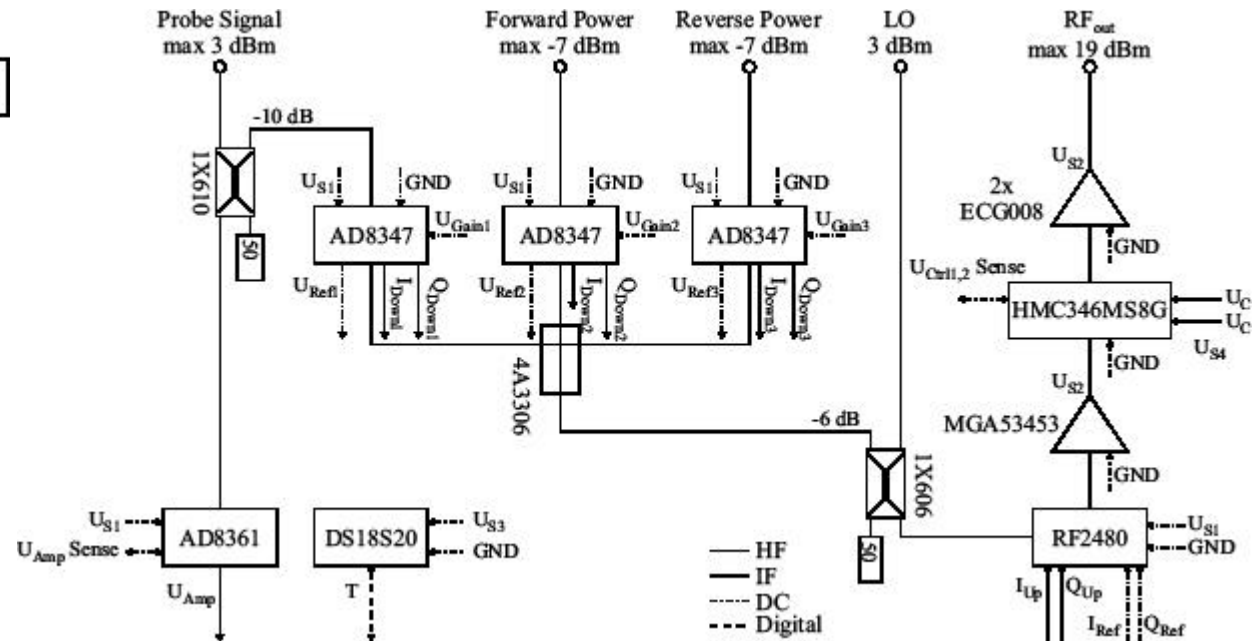 Probe Signal
max 3 dBm
Forward Power
max -7 dBm
Reverse Power
max -7 dBm
LO
3 dBm
RFout
max 19 dBm
-10 dB
1X610
50
US1
GND
AD8347
UGain1
URef1
IDown1
QDown1
US1
GND
AD8347
UGain2
URef2
IDown2
QDown2
US1
GND
AD8347
UGain3
URef3
IDown3
QDown3
4A3306
-6 dB
1X606
50
US2
2x
ECG008
GND
UCtrl1,2 Sense
HMC346MS8G
UC
UC
US4
GND
US2
MGA53453
GND
US1
UAmp Sense
AD8361
UAmp
DS18S20
US3
GND
T
HF
IF
DC
Digital
RF2480
US1
GND
IUp
QUp
IRef
QRef